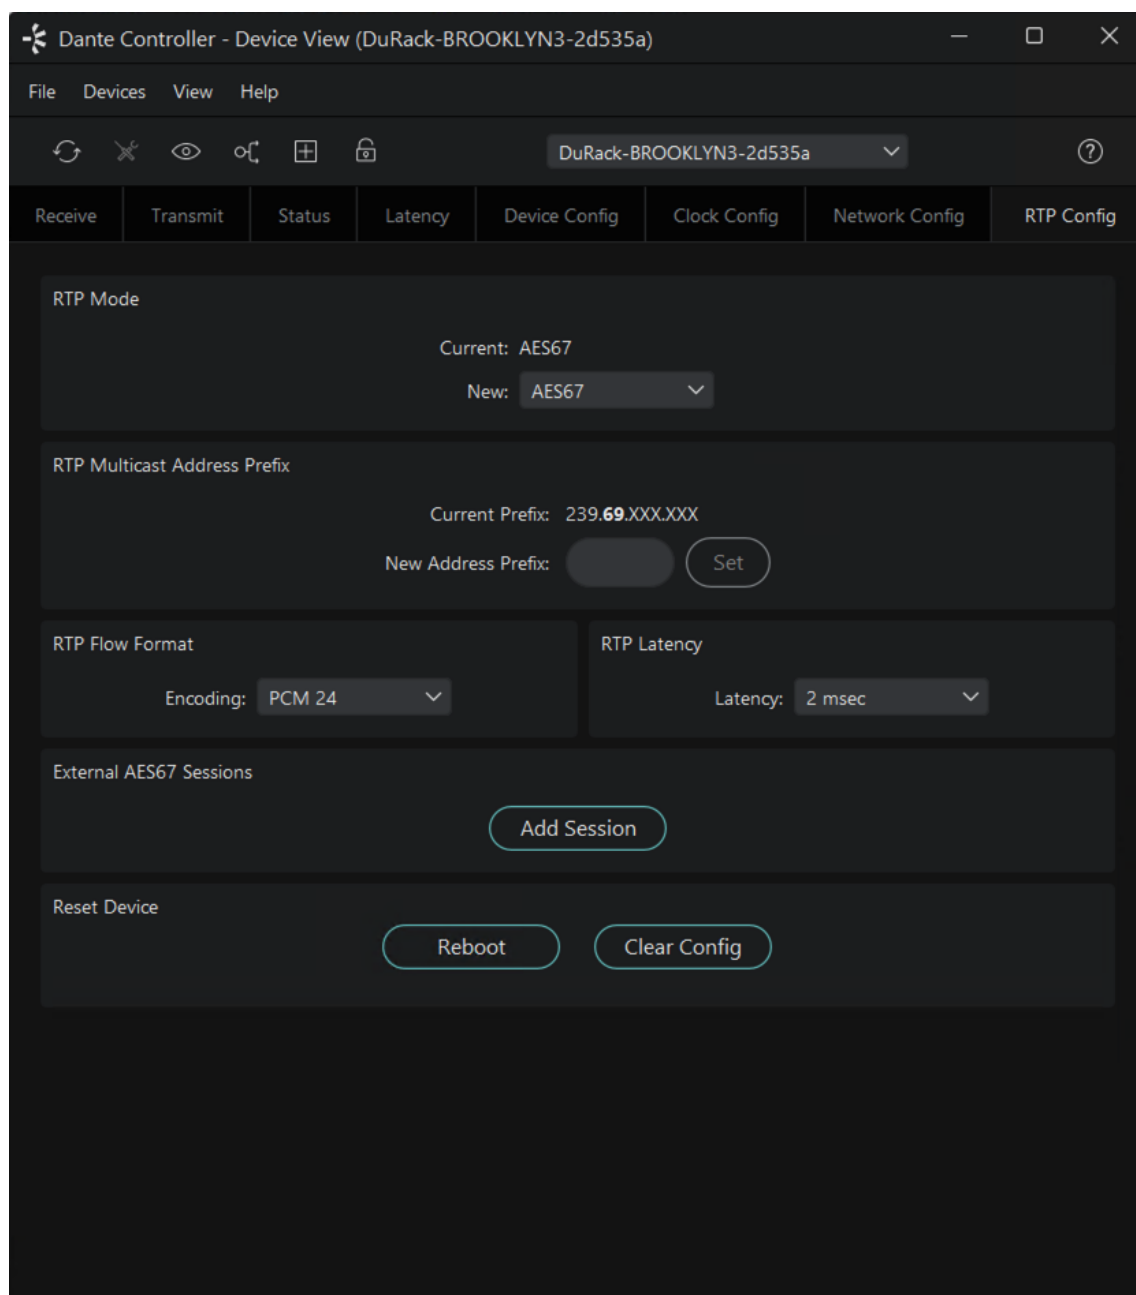 Dante Controller - Device View (DuRack-BROOKLYN3-2d535a)
File Devices View Help
DuRack-BROOKLYN3-2d535a
Receive Transmit Status Latency Device Config Clock Config Network Config RTP Config
RTP Mode
Current: AES67
New: AES67
RTP Multicast Address Prefix
Current Prefix: 239.69.XXX.XXX
New Address Prefix: Set
RTP Flow Format RTP Latency
Encoding: PCM 24 Latency: 2 msec
External AES67 Sessions
Add Session
Reset Device
Reboot Clear Config